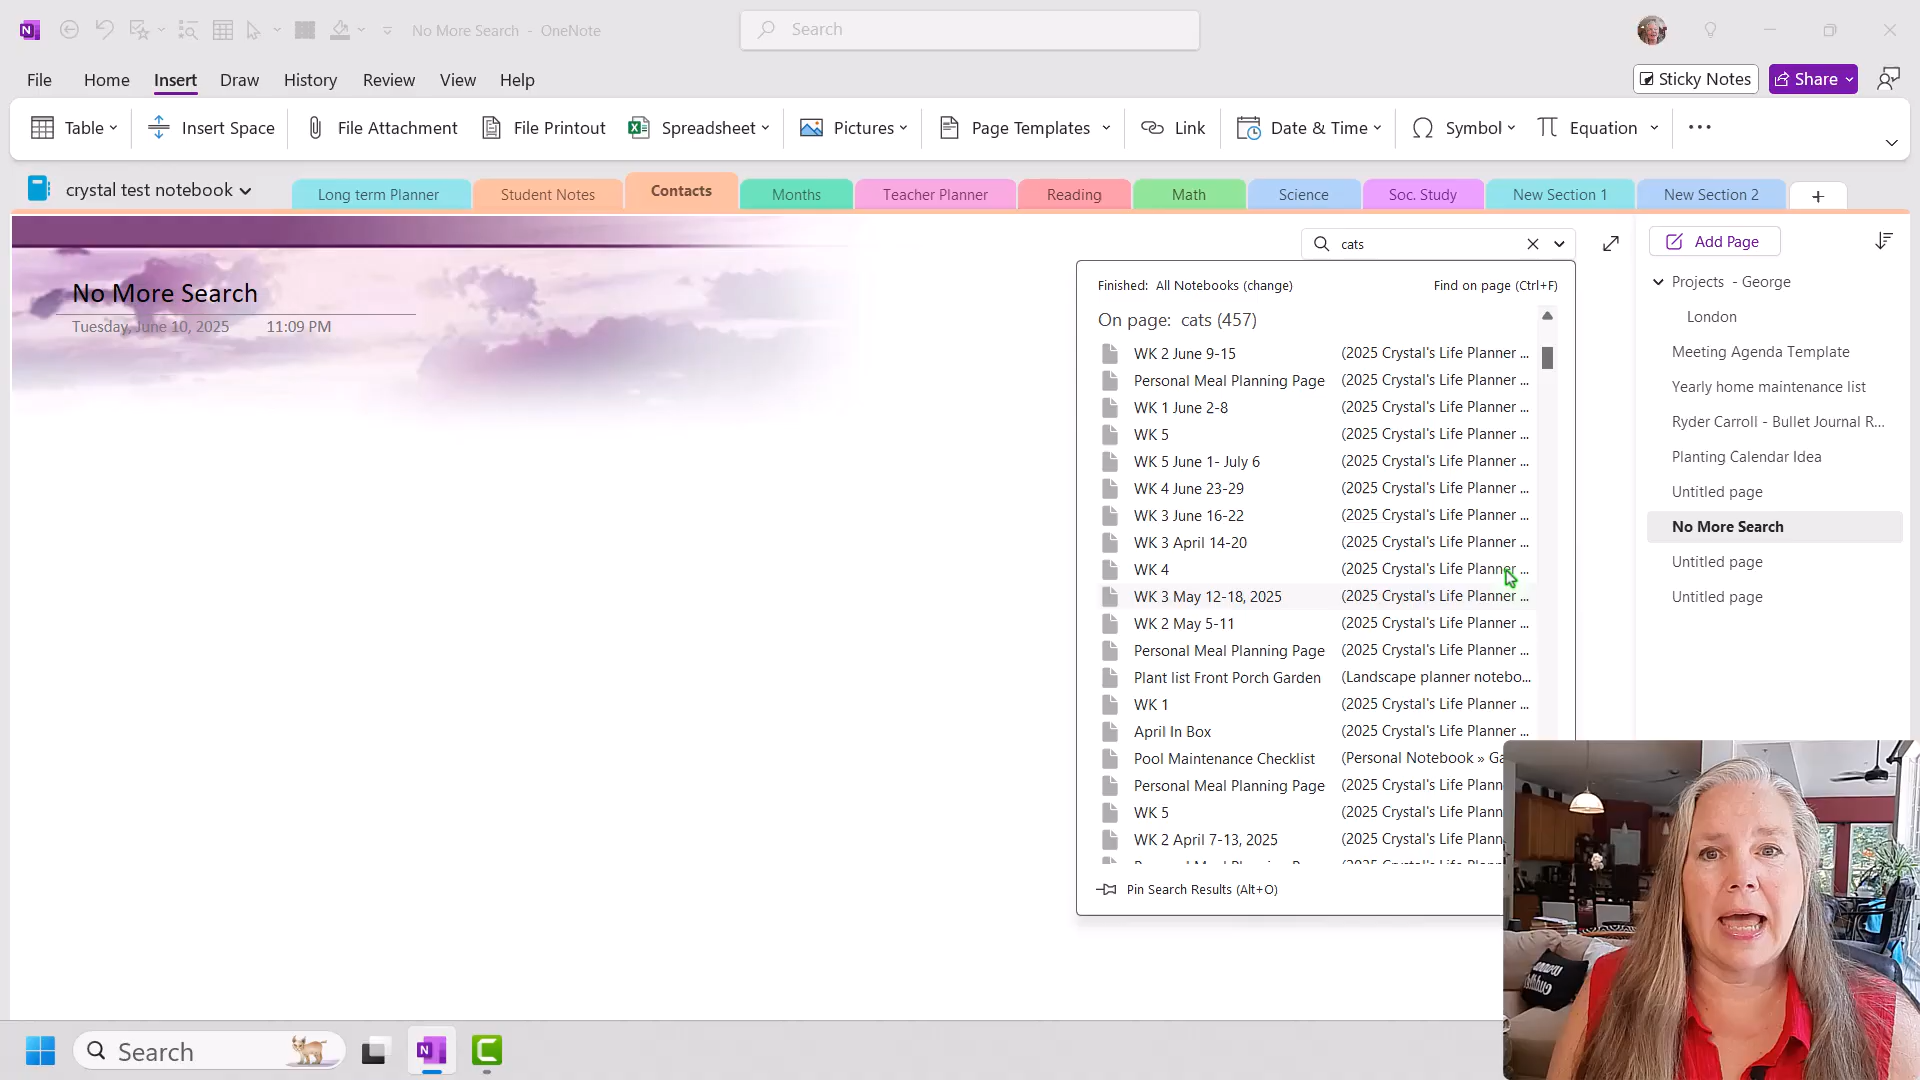 No More Search - OneNote
Search
File Home Insert Draw History Review View Help
Sticky Notes
Share
Table Insert Space File Attachment File Printout Spreadsheet Pictures Page Templates Link Date & Time Symbol Equation
crystal test notebook
Long term Planner Student Notes Contacts Months Teacher Planner Reading Math Science Soc. Study New Section 1 New Section 2
No More Search
Tuesday, June 10, 2025 11:09 PM
cats
Finished: All Notebooks (change) Find on page (Ctrl+F)
On page: cats (457)
WK 2 June 9-15 (2025 Crystal's Life Planner ...
Personal Meal Planning Page (2025 Crystal's Life Planner ...
WK 1 June 2-8 (2025 Crystal's Life Planner ...
WK 5 (2025 Crystal's Life Planner ...
WK 5 June 1- July 6 (2025 Crystal's Life Planner ...
WK 4 June 23-29 (2025 Crystal's Life Planner ...
WK 3 June 16-22 (2025 Crystal's Life Planner ...
WK 3 April 14-20 (2025 Crystal's Life Planner ...
WK 4 (2025 Crystal's Life Planner ...
WK 3 May 12-18, 2025 (2025 Crystal's Life Planner ...
WK 2 May 5-11 (2025 Crystal's Life Planner ...
Personal Meal Planning Page (2025 Crystal's Life Planner ...
Plant list Front Porch Garden (Landscape planner notebo...
WK 1 (2025 Crystal's Life Planner ...
April In Box (2025 Crystal's Life Planner ...
Pool Maintenance Checklist (Personal Notebook » Ga
Personal Meal Planning Page (2025 Crystal's Life Plann
WK 5 (2025 Crystal's Life Plann
WK 2 April 7-13, 2025 (2025 Crystal's Life Plann
Pin Search Results (Alt+O)
Add Page
Projects - George
London
Meeting Agenda Template
Yearly home maintenance list
Ryder Carroll - Bullet Journal R...
Planting Calendar Idea
Untitled page
No More Search
Untitled page
Untitled page
Search